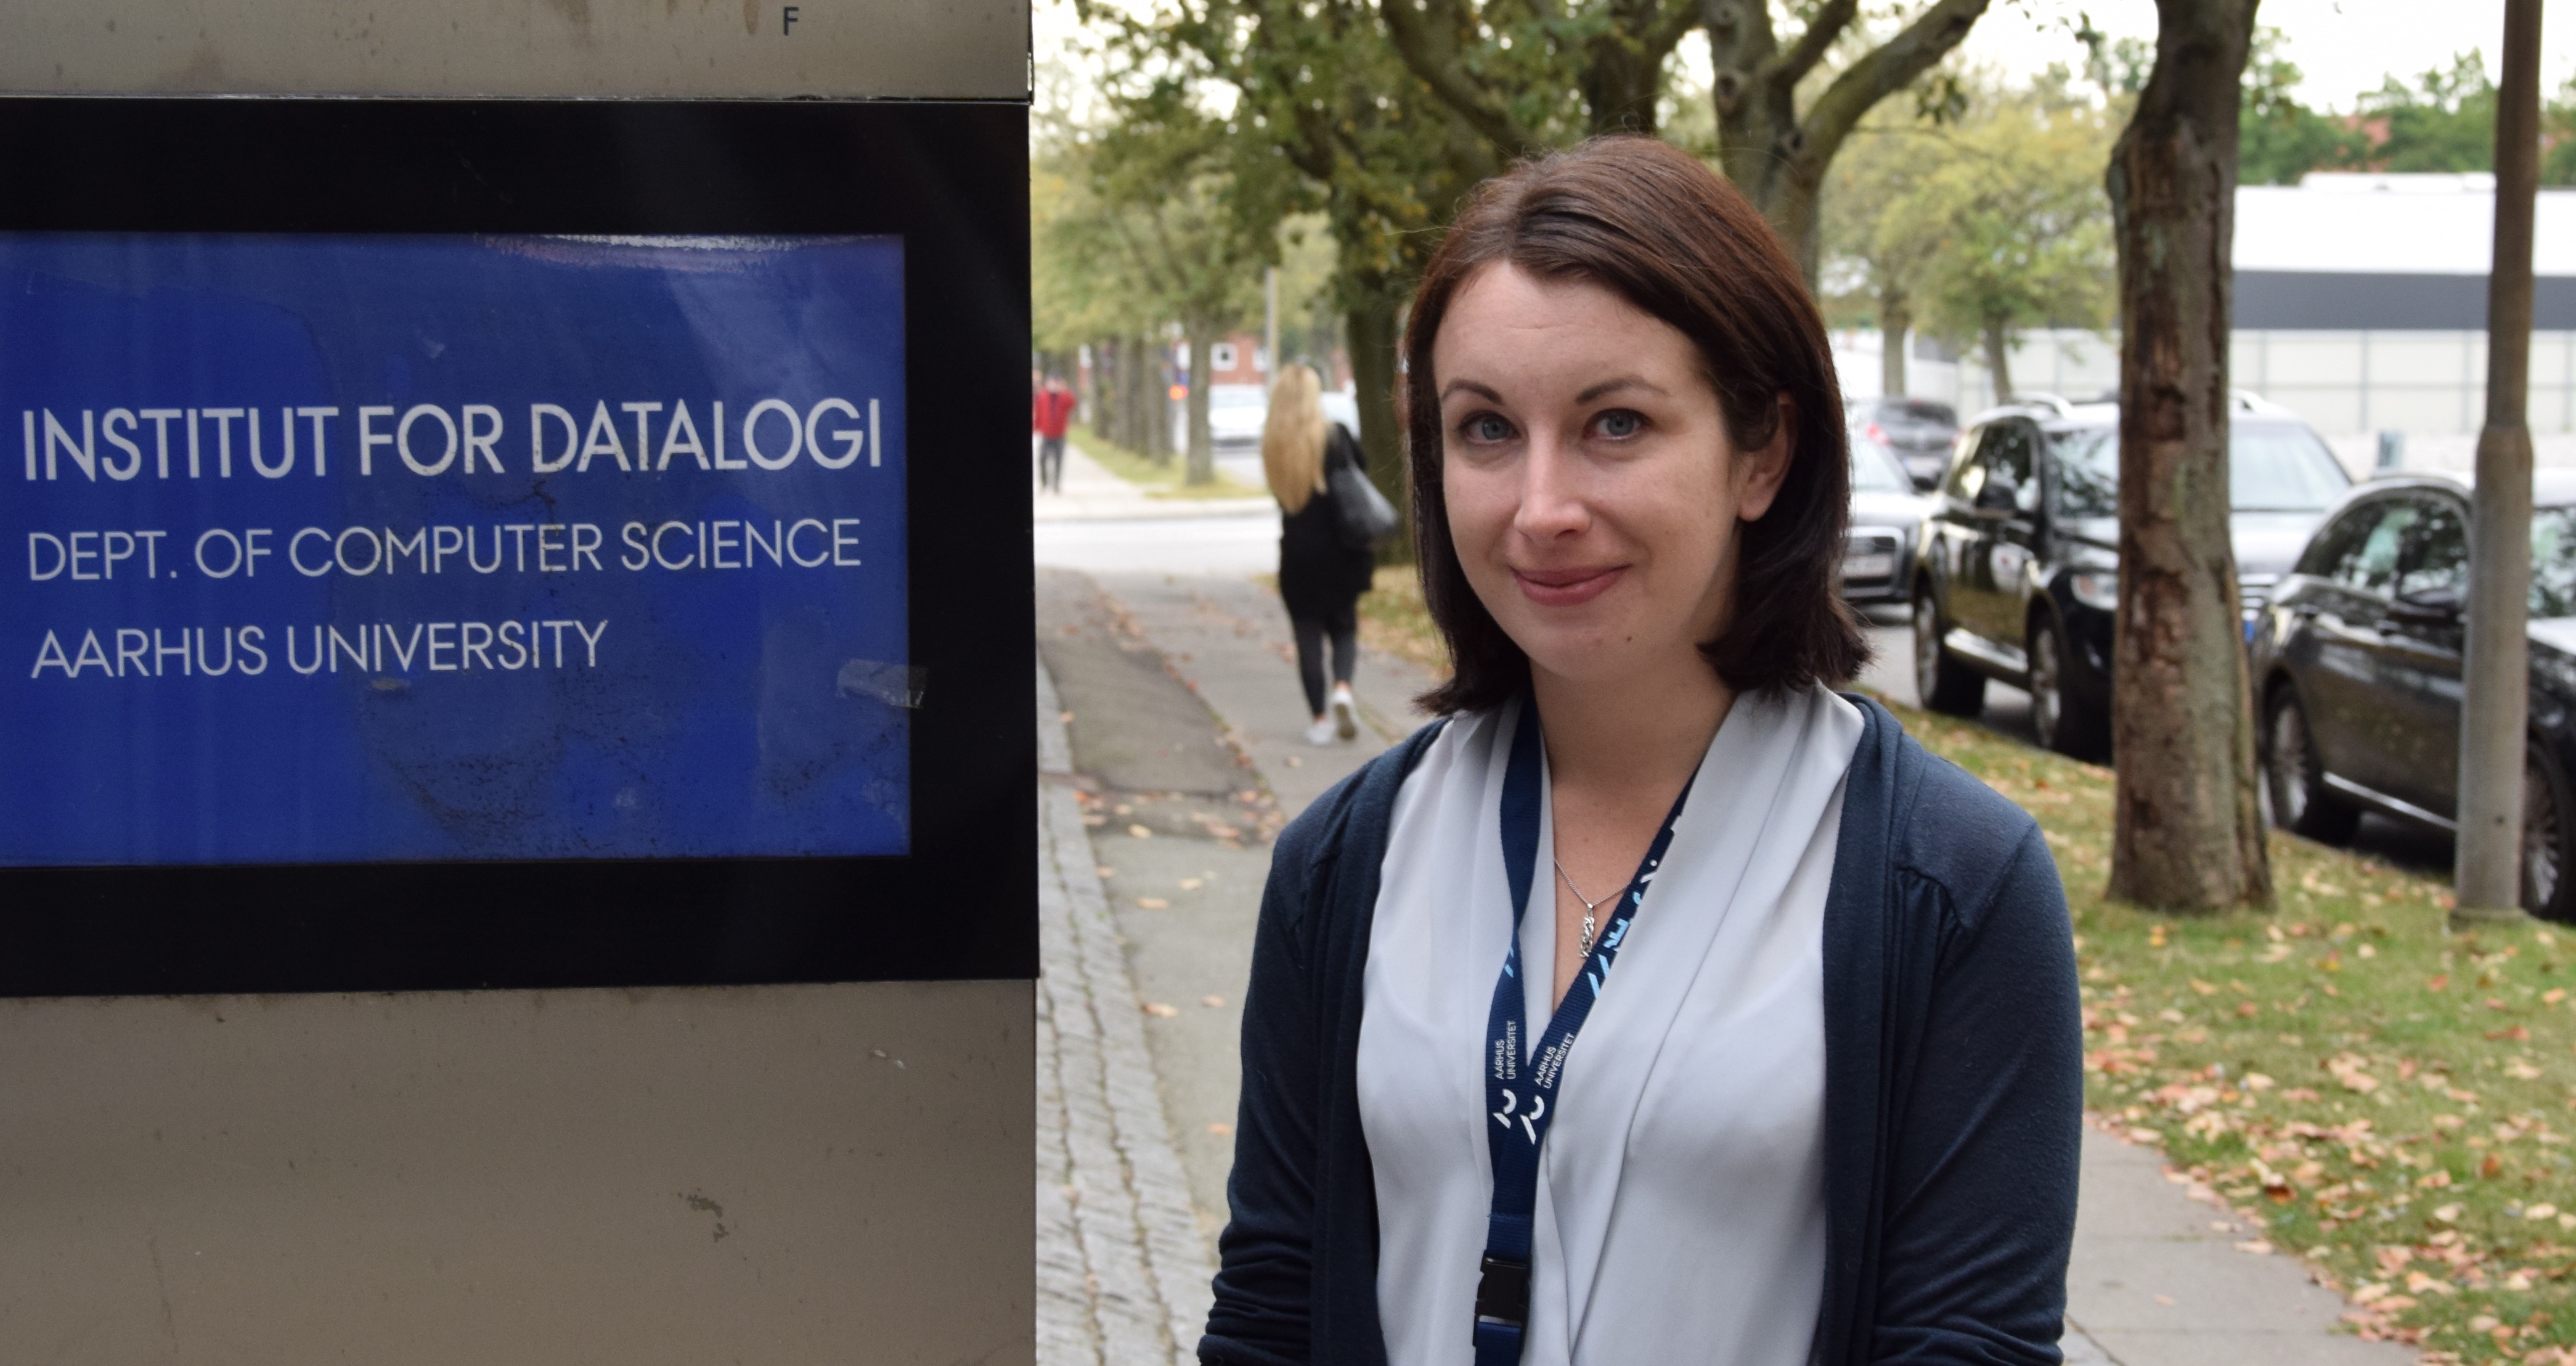 F
INSTITUT FOR DATALOGI
DEPT. OF COMPUTER SCIENCE
AARHUS UNIVERSITY
AARHUS
UNIVERSITET
AARHUS
UNIVERSITET